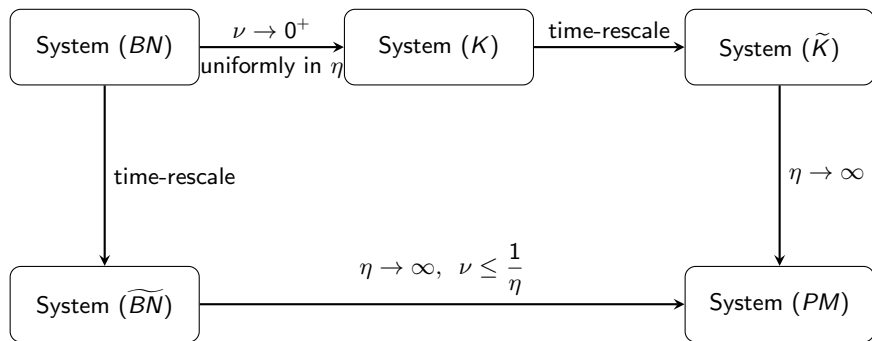 System (BN)
ν → 0⁺
uniformly in η
System (K)
time-rescale
System (K̃)
time-rescale
η → ∞
System (B͠N)
η → ∞, ν ≤ 1/η
System (PM)